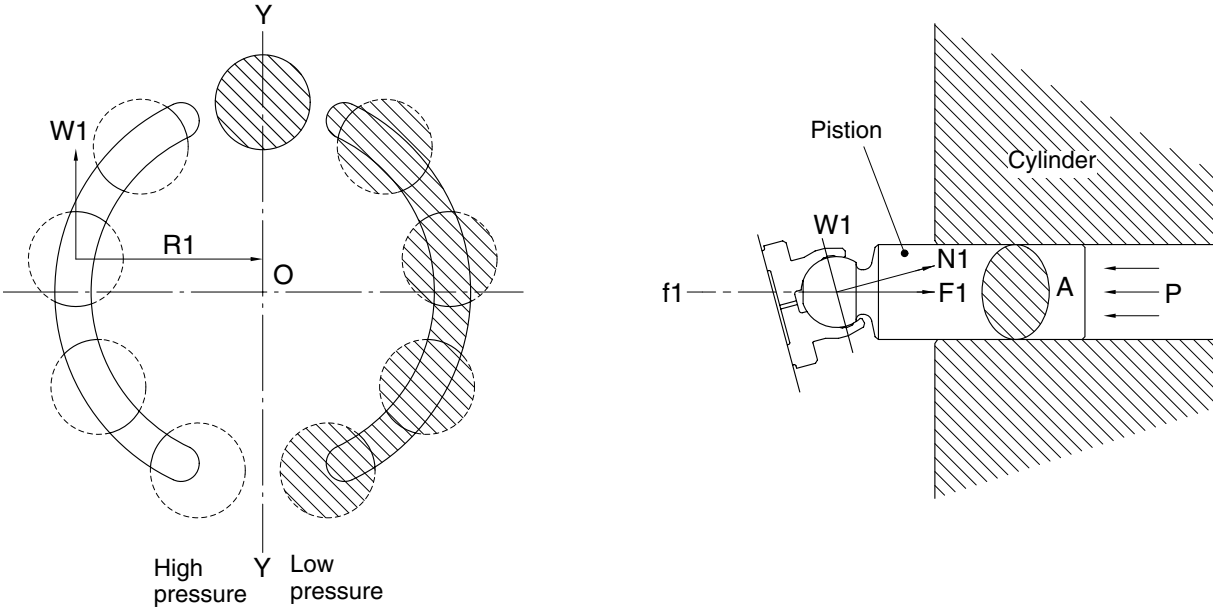 Y
W1
R1
O
High
pressure
Y
Low
pressure
Pistion
Cylinder
W1
N1
f1
F1
A
P